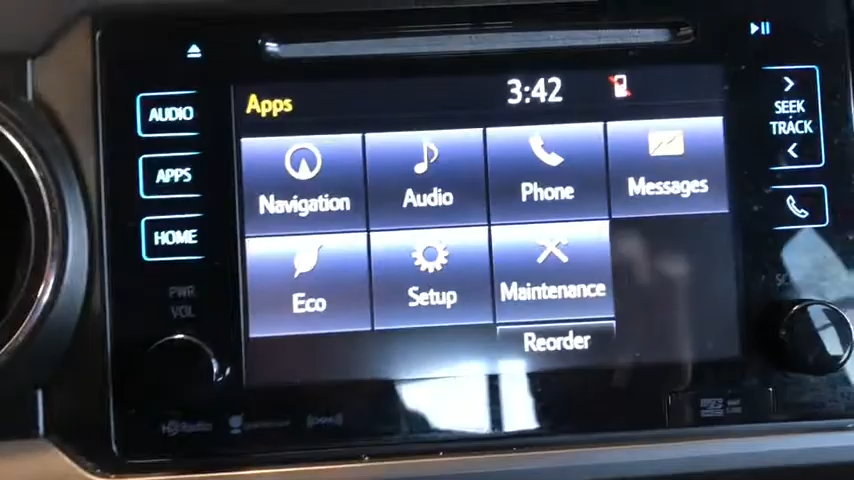 AUDIO
APPS
HOME
PWR
VOL
Apps
3:42
Navigation
Audio
Phone
Messages
Eco
Setup
Maintenance
Reorder
SEEK
TRACK
HD Radio